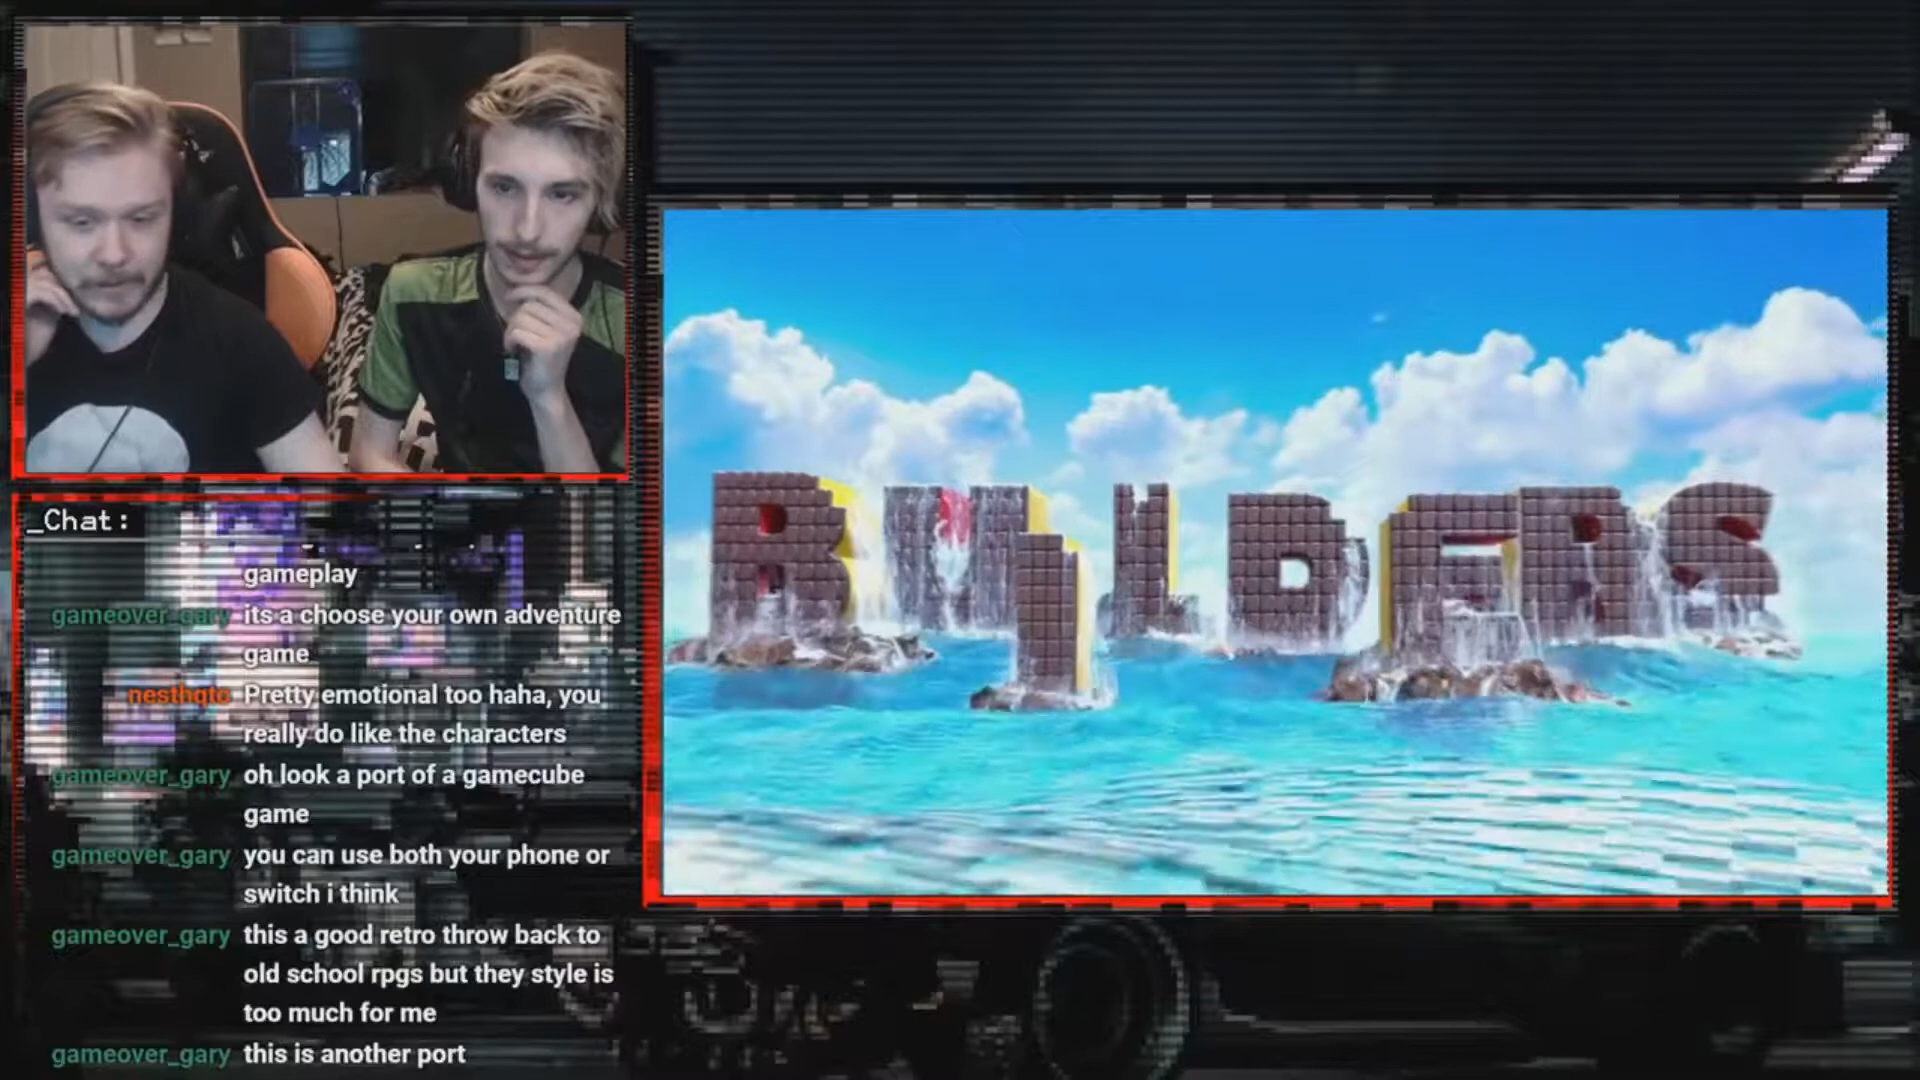 BUILDERS
_Chat:
gameplay
gameover_gary its a choose your own adventure
game
nesthqto Pretty emotional too haha, you
really do like the characters
gameover_gary oh look a port of a gamecube
game
gameover_gary you can use both your phone or
switch i think
gameover_gary this a good retro throw back to
old school rpgs but they style is
too much for me
gameover_gary this is another port